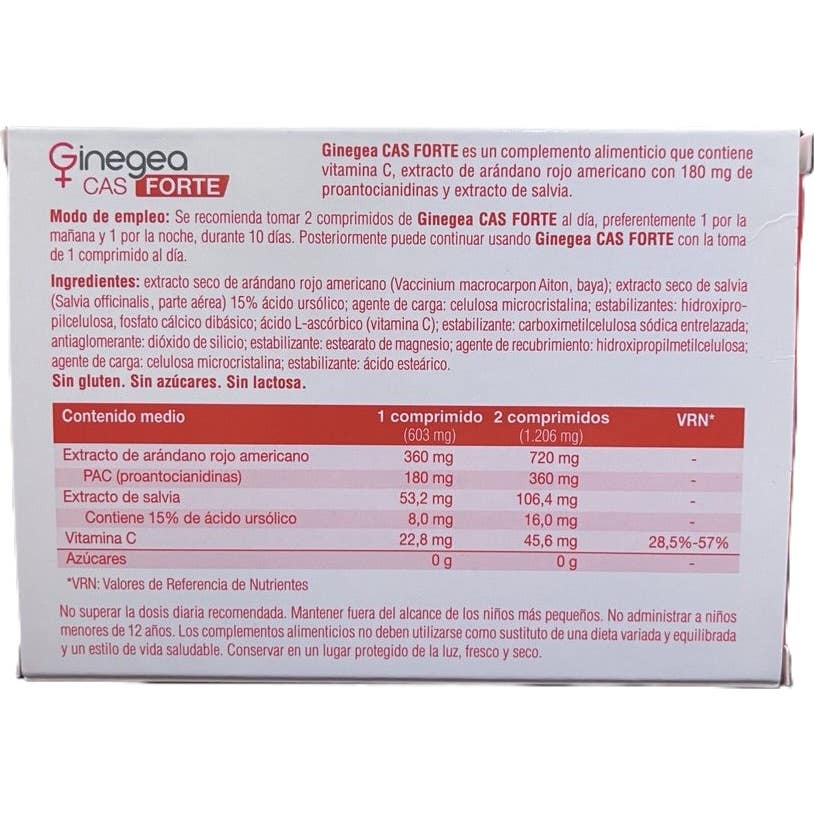 Ginegea
CAS FORTE
Ginegea CAS FORTE es un complemento alimenticio que contiene
vitamina C, extracto de arándano rojo americano con 180 mg de
proantocianidinas y extracto de salvia.
Modo de empleo: Se recomienda tomar 2 comprimidos de Ginegea CAS FORTE al día, preferentemente 1 por la
mañana y 1 por la noche, durante 10 días. Posteriormente puede continuar usando Ginegea CAS FORTE con la toma
de 1 comprimido al día.
Ingredientes: extracto seco de arándano rojo americano (Vaccinium macrocarpon Aiton, baya); extracto seco de salvia
(Salvia officinalis, parte aérea) 15% ácido ursólico; agente de carga: celulosa microcristalina; estabilizantes: hidroxipro-
pilcelulosa, fosfato cálcico dibásico; ácido L-ascórbico (vitamina C); estabilizante: carboximetilcelulosa sódica entrelazada;
antiaglomerante: dióxido de silicio; estabilizante: estearato de magnesio; agente de recubrimiento: hidroxipropilmetilcelulosa;
agente de carga: celulosa microcristalina; estabilizante: ácido esteárico.
Sin gluten. Sin azúcares. Sin lactosa.
Contenido medio 1 comprimido 2 comprimidos VRN*
(603 mg) (1.206 mg)
Extracto de arándano rojo americano 360 mg 720 mg -
PAC (proantocianidinas) 180 mg 360 mg -
Extracto de salvia 53,2 mg 106,4 mg -
Contiene 15% de ácido ursólico 8,0 mg 16,0 mg -
Vitamina C 22,8 mg 45,6 mg 28,5%-57%
Azúcares 0 g 0 g -
*VRN: Valores de Referencia de Nutrientes
No superar la dosis diaria recomendada. Mantener fuera del alcance de los niños más pequeños. No administrar a niños
menores de 12 años. Los complementos alimenticios no deben utilizarse como sustituto de una dieta variada y equilibrada
y un estilo de vida saludable. Conservar en un lugar protegido de la luz, fresco y seco.